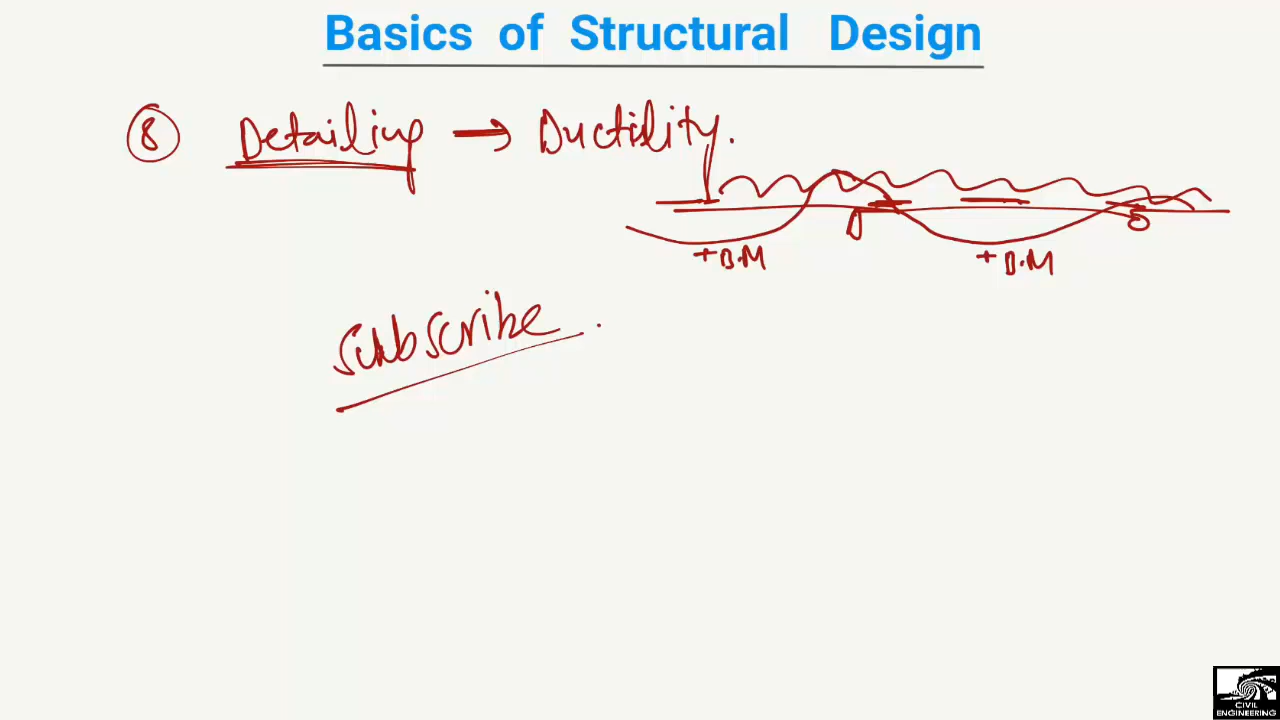 Basics of Structural Design
8 Detailing → Ductility.
+B.M +B.M
Subscribe.
CIVIL
ENGINEERING